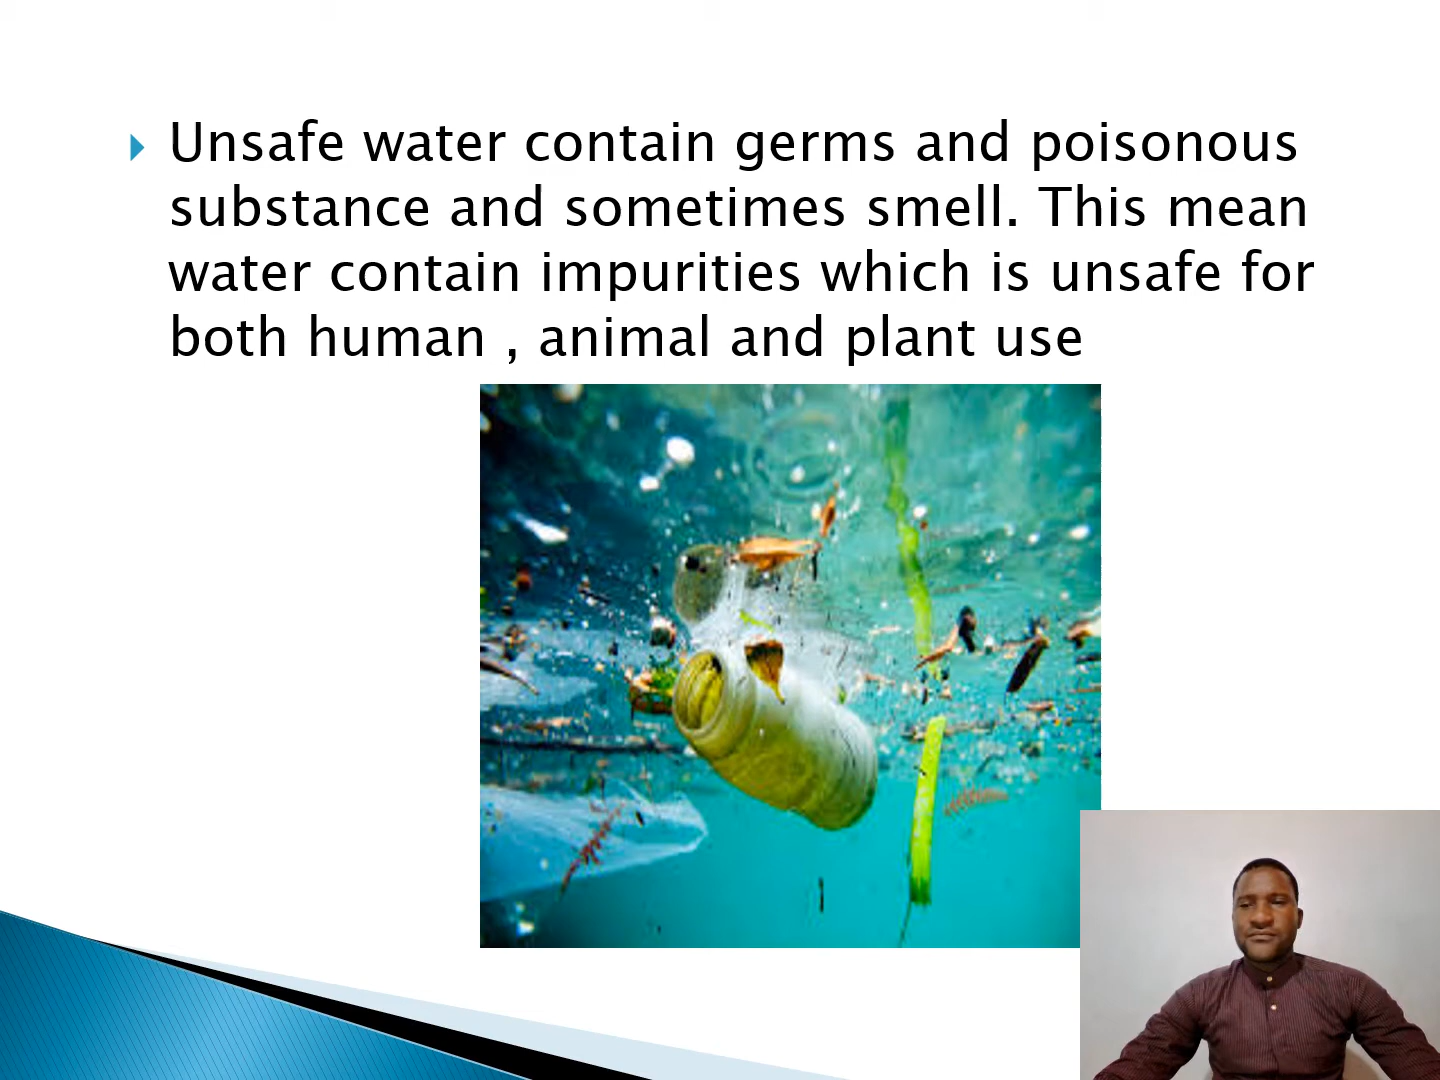 Unsafe water contain germs and poisonous
substance and sometimes smell. This mean
water contain impurities which is unsafe for
both human , animal and plant use